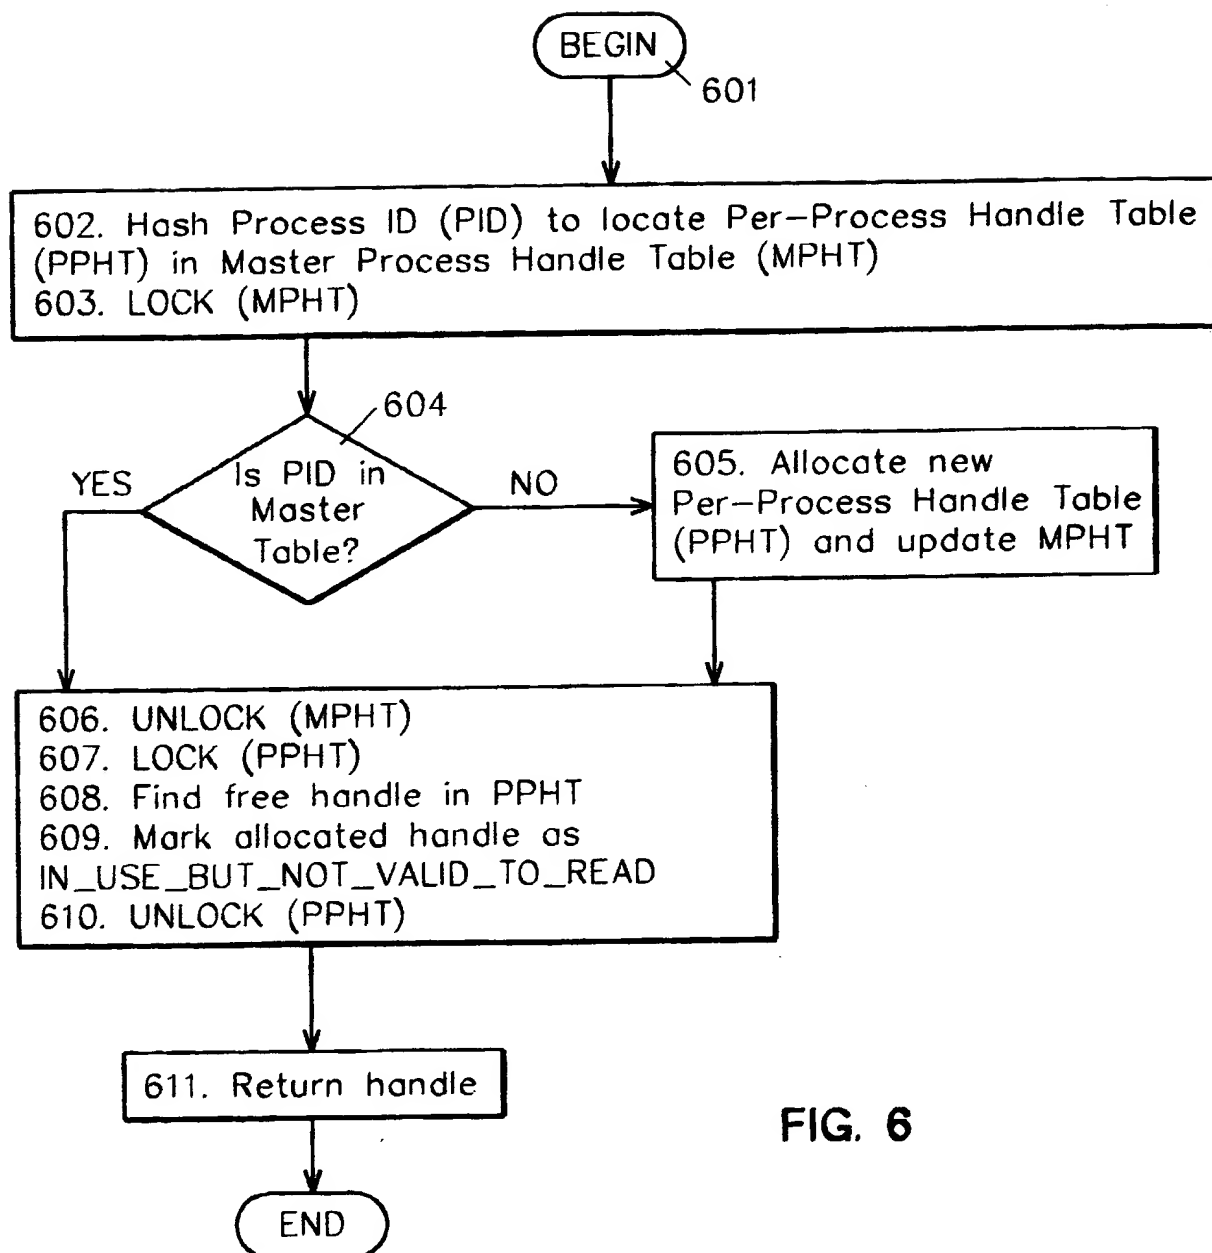 BEGIN
601
602. Hash Process ID (PID) to locate Per-Process Handle Table
(PPHT) in Master Process Handle Table (MPHT)
603. LOCK (MPHT)
604
Is PID in
Master
Table?
YES
NO
605. Allocate new
Per-Process Handle Table
(PPHT) and update MPHT
606. UNLOCK (MPHT)
607. LOCK (PPHT)
608. Find free handle in PPHT
609. Mark allocated handle as
IN_USE_BUT_NOT_VALID_TO_READ
610. UNLOCK (PPHT)
611. Return handle
FIG. 6
END